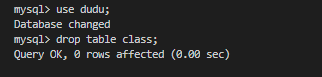 mysql> use dudu;
Database changed
mysql> drop table class;
Query OK, 0 rows affected (0.00 sec)